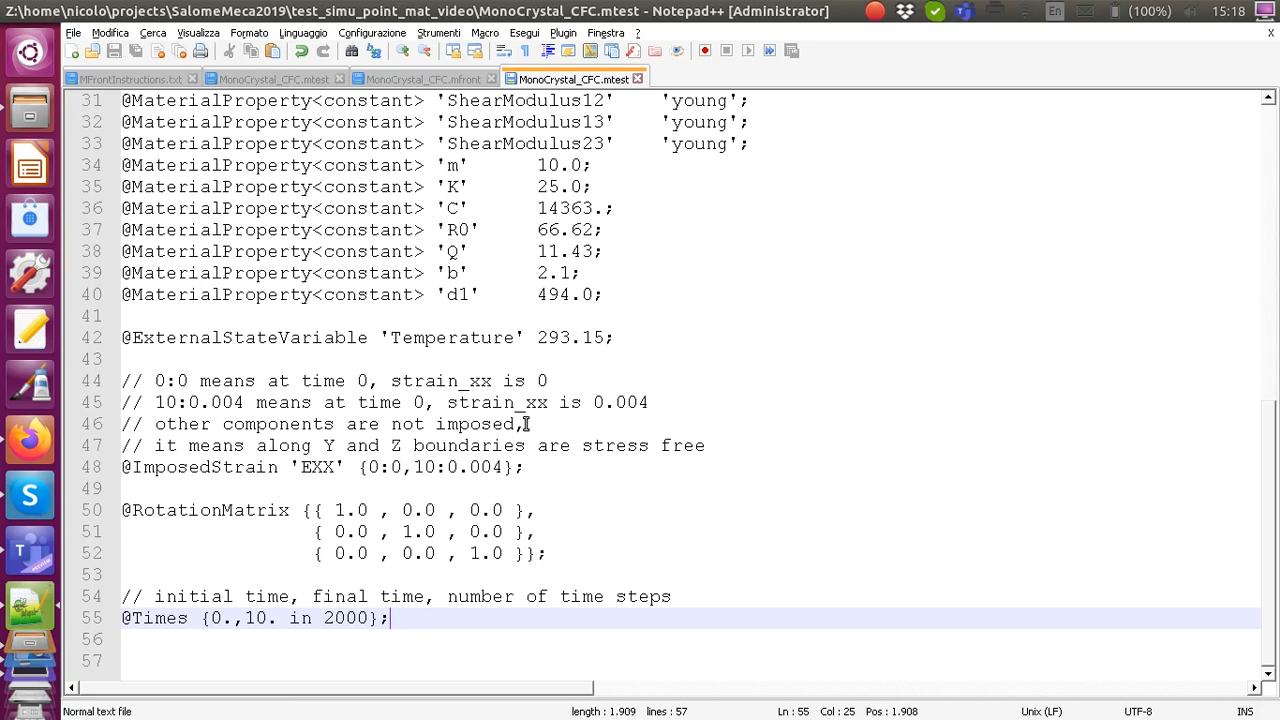 Z:\home\nicolo\projects\SalomeMeca2019\test_simu_point_mat_video\MonoCrystal_CFC.mtest - Notepad++ [Administrator]
En (100%) 15:18
File Modifica Cerca Visualizza Formato Linguaggio Configurazione Strumenti Macro Esegui Plugin Finestra ? X
MFrontInstructions.txt MonoCrystal_CFC.mtest MonoCrystal_CFC.mfront MonoCrystal_CFC.mtest
31 @MaterialProperty<constant> 'ShearModulus12' 'young';
32 @MaterialProperty<constant> 'ShearModulus13' 'young';
33 @MaterialProperty<constant> 'ShearModulus23' 'young';
34 @MaterialProperty<constant> 'm' 10.0;
35 @MaterialProperty<constant> 'K' 25.0;
36 @MaterialProperty<constant> 'C' 14363.;
37 @MaterialProperty<constant> 'R0' 66.62;
38 @MaterialProperty<constant> 'Q' 11.43;
39 @MaterialProperty<constant> 'b' 2.1;
40 @MaterialProperty<constant> 'd1' 494.0;
41
42 @ExternalStateVariable 'Temperature' 293.15;
43
44 // 0:0 means at time 0, strain_xx is 0
45 // 10:0.004 means at time 0, strain_xx is 0.004
46 // other components are not imposed,
47 // it means along Y and Z boundaries are stress free
48 @ImposedStrain 'EXX' {0:0,10:0.004};
49
50 @RotationMatrix {{ 1.0 , 0.0 , 0.0 },
51 { 0.0 , 1.0 , 0.0 },
52 { 0.0 , 0.0 , 1.0 }};
53
54 // initial time, final time, number of time steps
55 @Times {0.,10. in 2000};
56
57
Normal text file length : 1.909 lines : 57 Ln : 55 Col : 25 Pos : 1.908 Unix (LF) UTF-8 INS